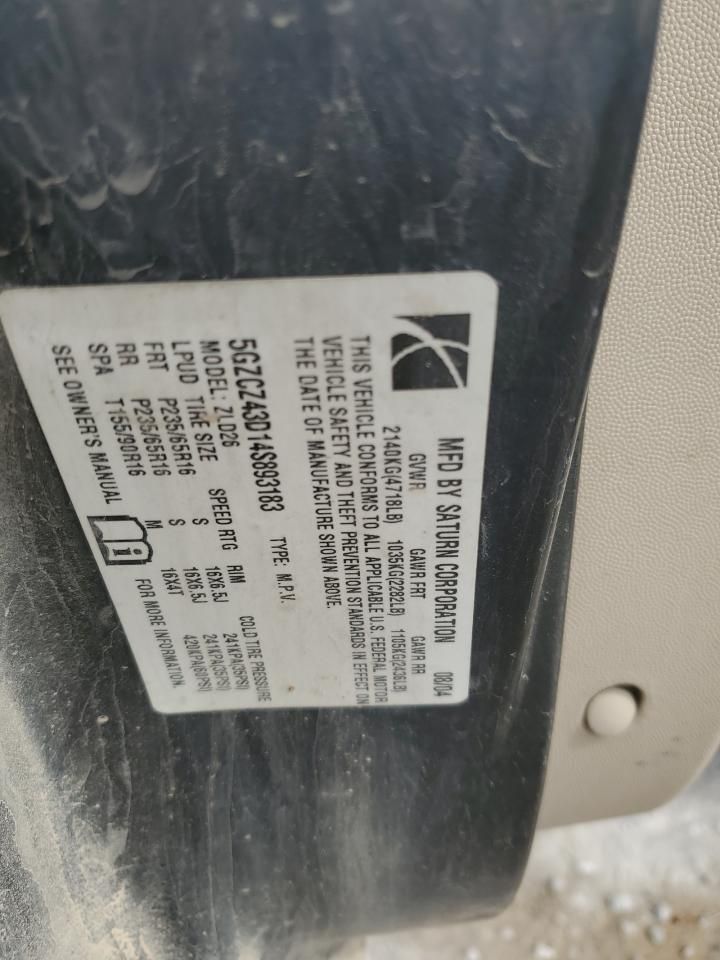 MFD BY SATURN CORPORATION 08/04
GVWR GAWR FRT GAWR RR
2140KG(4718LB) 1035KG(2282LB) 1105KG(2436LB)
THIS VEHICLE CONFORMS TO ALL APPLICABLE U.S. FEDERAL MOTOR
VEHICLE SAFETY AND THEFT PREVENTION STANDARDS IN EFFECT ON
THE DATE OF MANUFACTURE SHOWN ABOVE.
5GZCZ43D14S893183 TYPE: M.P.V.
MODEL: ZLD26
LPUD TIRE SIZE SPEED RTG RIM COLD TIRE PRESSURE
FRT P235/65R16 S 16X6.5J 241KPA(35PSI)
RR P235/65R16 S 16X6.5J 241KPA(35PSI)
SPA T155/90R16 M 16X4T 420KPA(60PSI)
SEE OWNER'S MANUAL FOR MORE INFORMATION